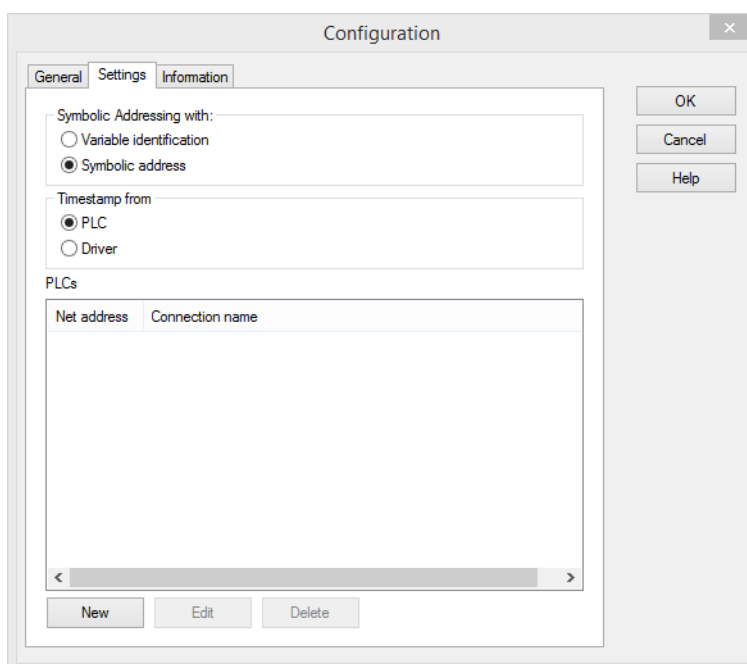 Configuration
General Settings Information
OK
Cancel
Help
Symbolic Addressing with:
Variable identification
Symbolic address
Timestamp from
PLC
Driver
PLCs
Net address Connection name
New Edit Delete